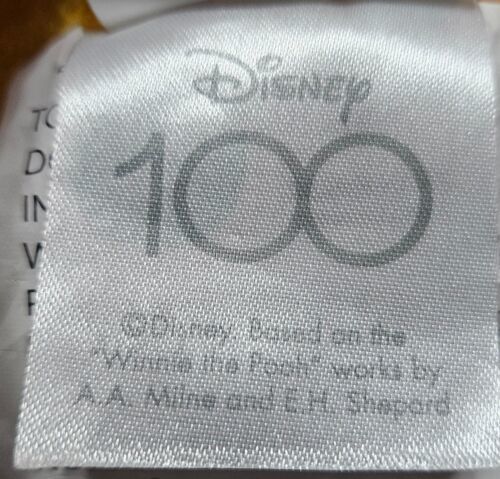 Disney
100
©Disney. Based on the
"Winnie the Pooh" works by
A.A. Milne and E.H. Shepard